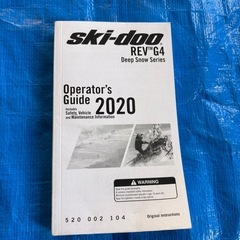 ski-doo
REV™G4
Deep Snow Series
Operator's
Guide 2020
Includes
Safety, Vehicle
and Maintenance Information
WARNING
520 002 104
Original Instructions